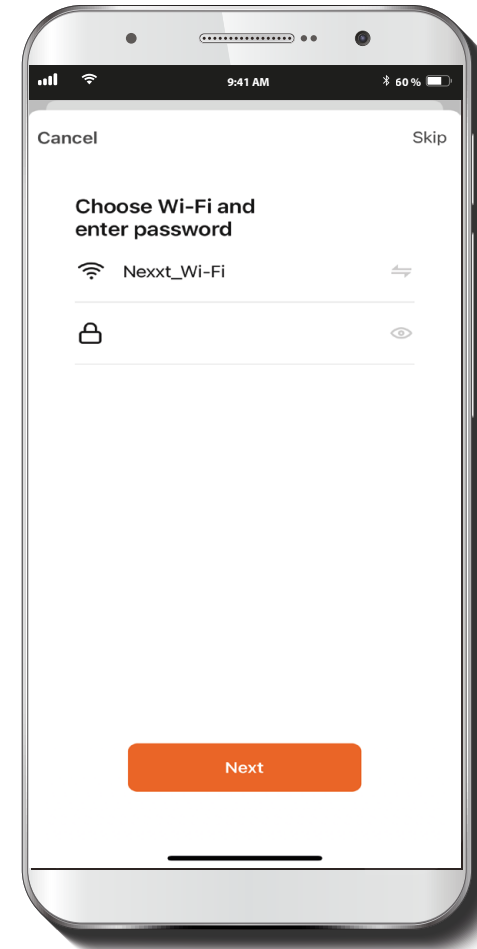 9:41 AM
60 %
Cancel
Skip
Choose Wi-Fi and
enter password
Nexxt_Wi-Fi
Next